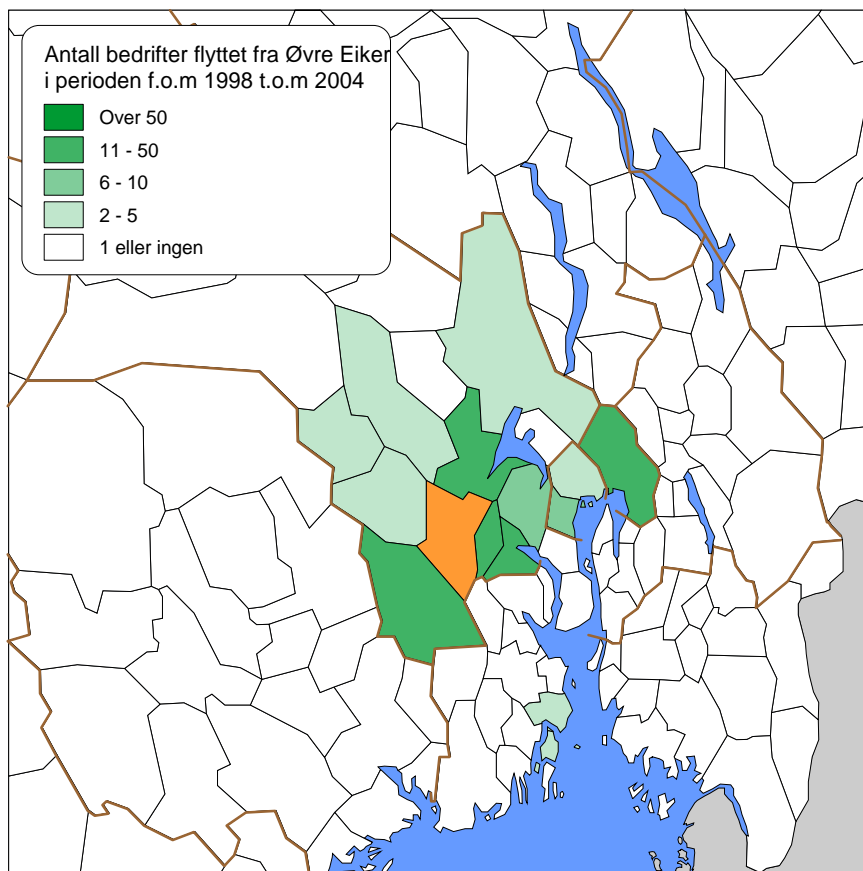 Antall bedrifter flyttet fra Øvre Eiker
i perioden f.o.m 1998 t.o.m 2004
Over 50
11 - 50
6 - 10
2 - 5
1 eller ingen